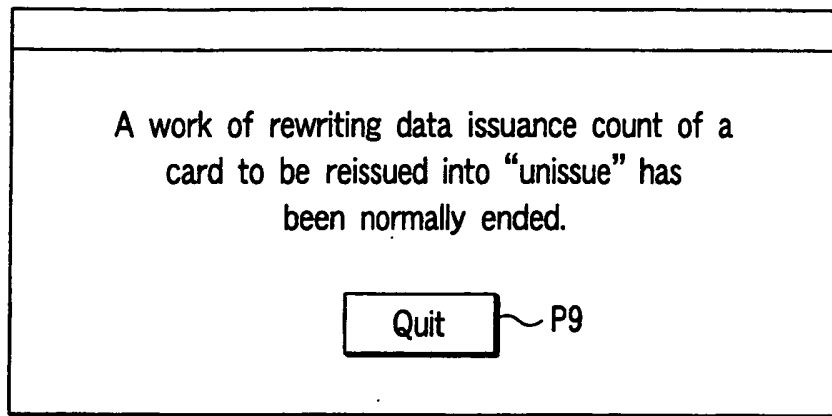 A work of rewriting data issuance count of a
card to be reissued into “unissue” has
been normally ended.
Quit
P9